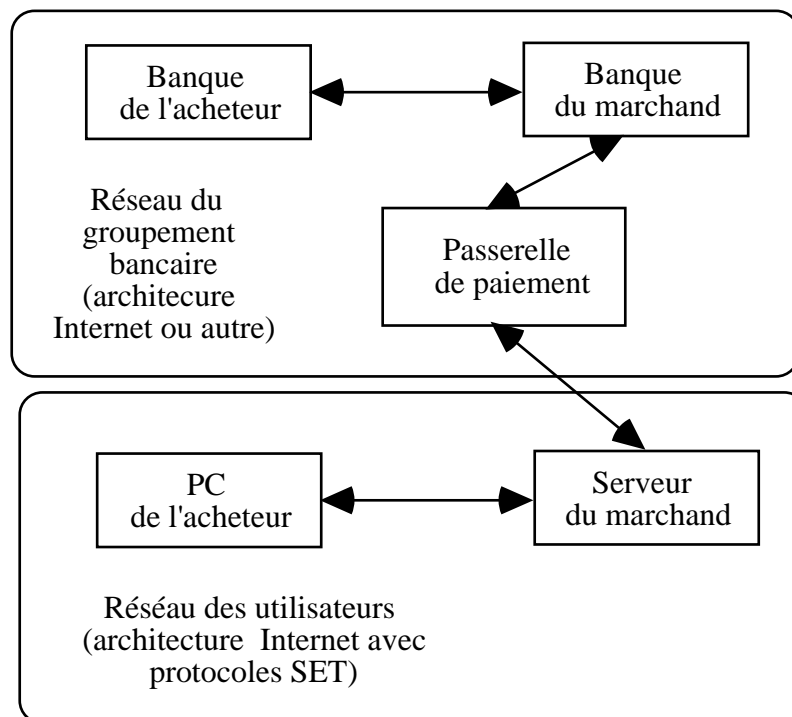 Banque
de l'acheteur
Banque
du marchand
Réseau du
groupement
bancaire
(architecure
Internet ou autre)
Passerelle
de paiement
PC
de l'acheteur
Serveur
du marchand
Réséau des utilisateurs
(architecture Internet avec
protocoles SET)